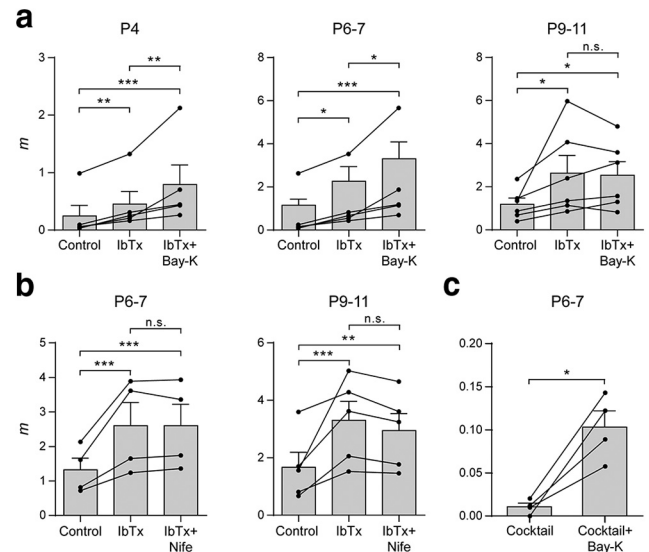 a
P4
P6-7
P9-11
3
2
1
0
m
**
***
**
Control
IbTx
IbTx+
Bay-K
8
6
4
2
0
*
***
*
Control
IbTx
IbTx+
Bay-K
8
6
4
2
0
n.s.
*
*
Control
IbTx
IbTx+
Bay-K
b
P6-7
P9-11
5
4
3
2
1
0
m
n.s.
***
***
Control
IbTx
IbTx+
Nife
6
4
2
0
n.s.
**
***
Control
IbTx
IbTx+
Nife
c
P6-7
0.20
0.15
0.10
0.05
0.00
*
Cocktail
Cocktail+
Bay-K